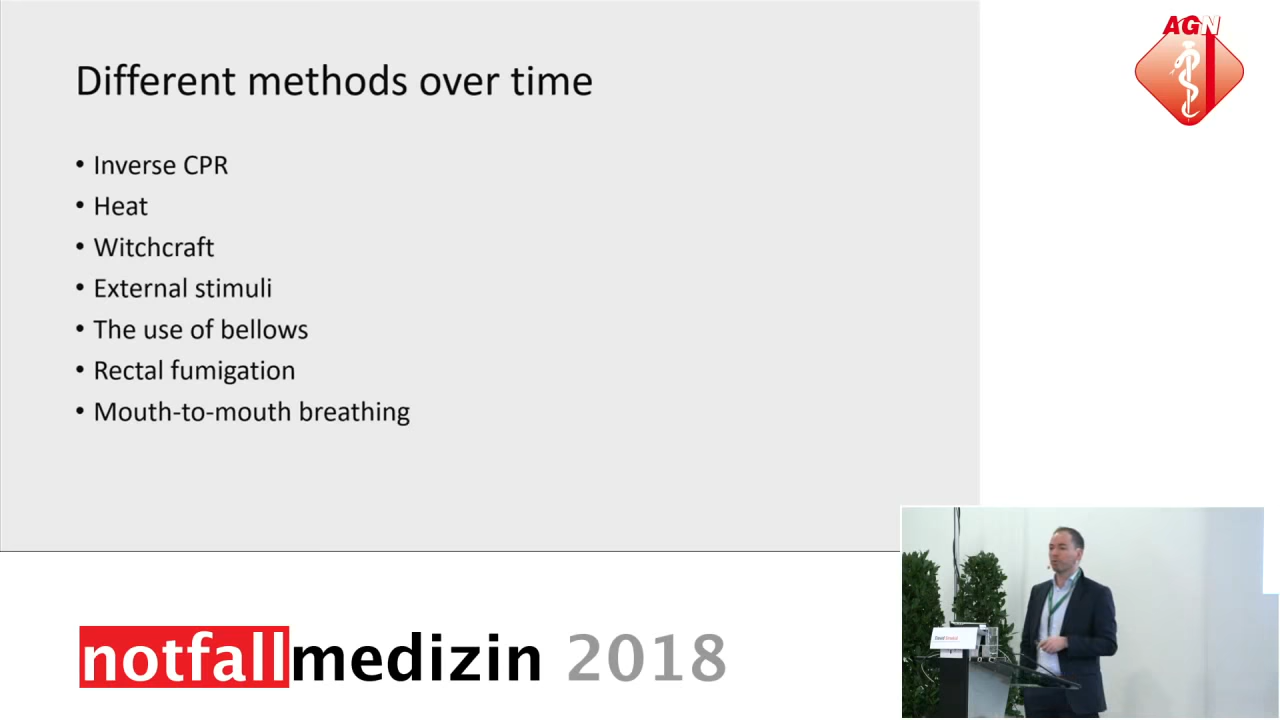 Different methods over time
• Inverse CPR
• Heat
• Witchcraft
• External stimuli
• The use of bellows
• Rectal fumigation
• Mouth-to-mouth breathing
AGN
notfallmedizin 2018